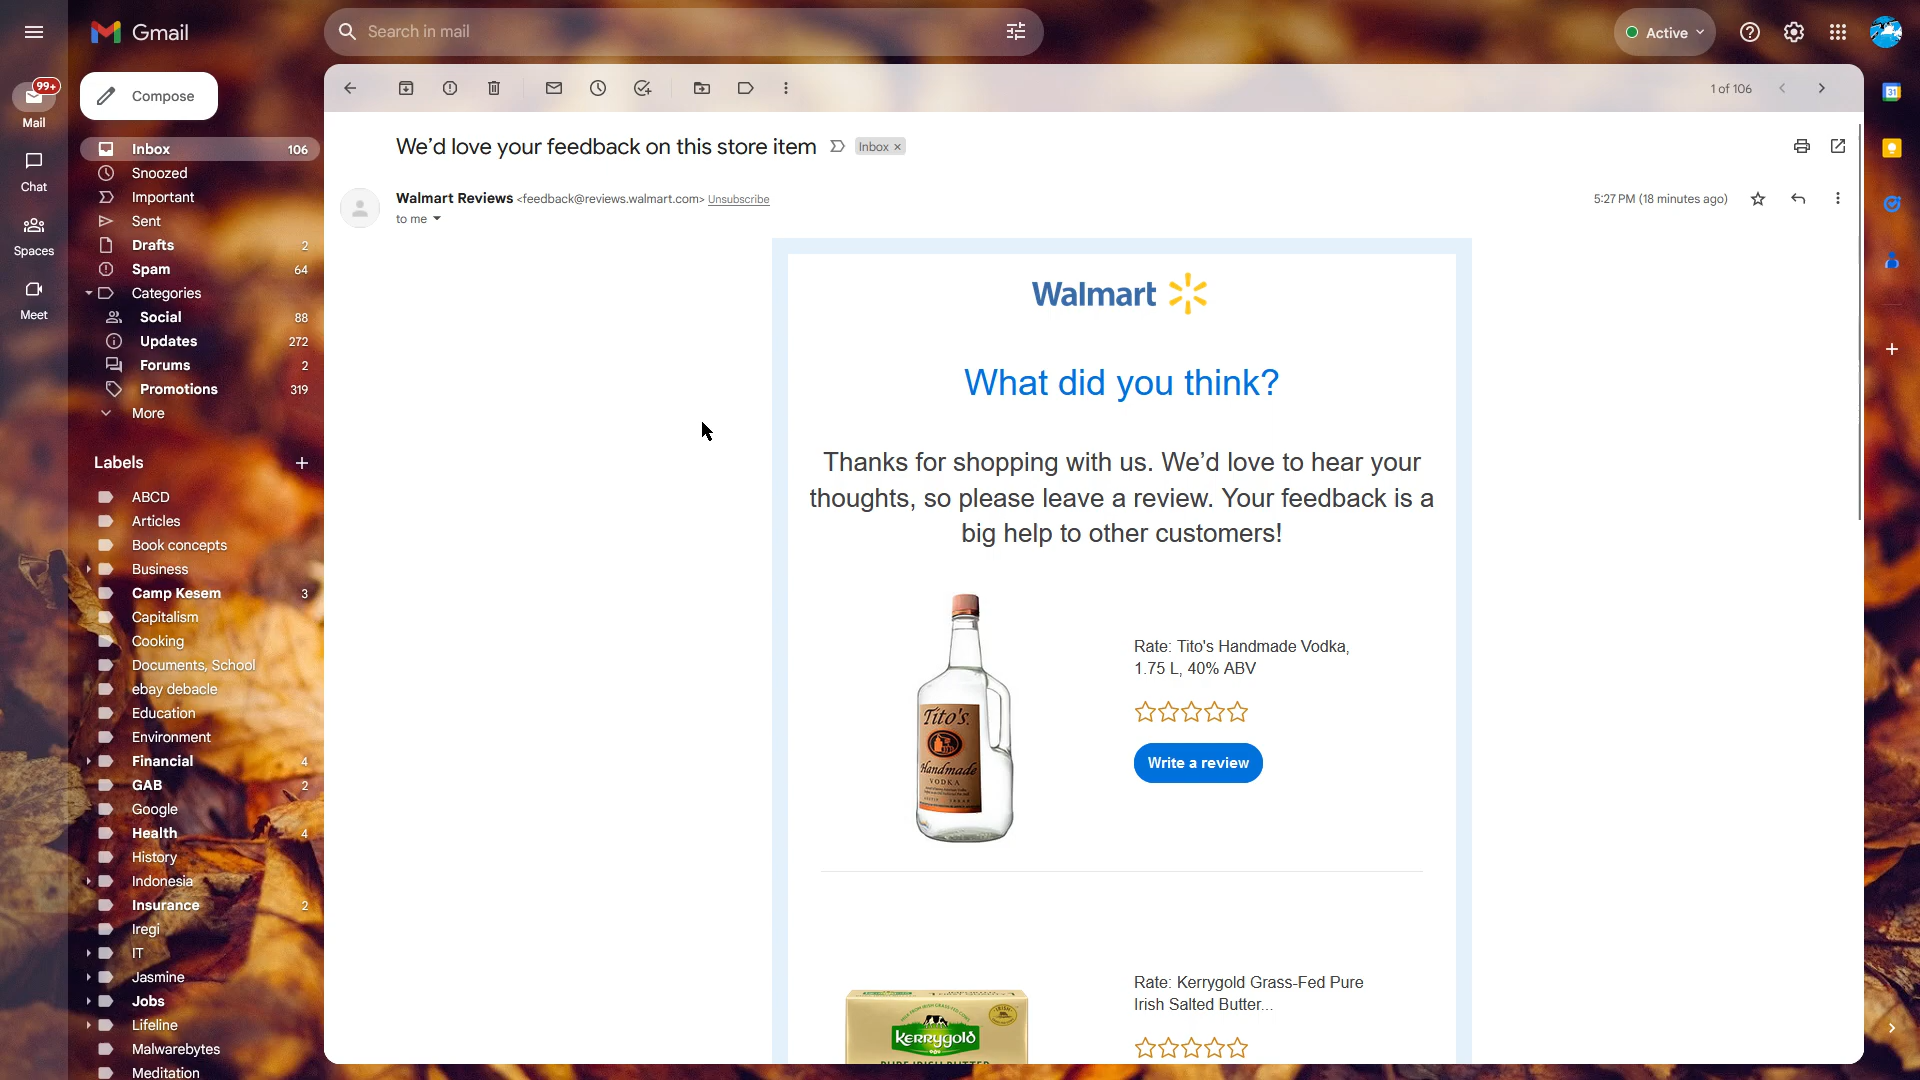 Gmail
Search in mail
Active
99+
Mail
Chat
Spaces
Meet
Compose
Inbox 106
Snoozed
Important
Sent
Drafts 2
Spam 64
Categories
Social 88
Updates 272
Forums 2
Promotions 319
More
Labels
ABCD
Articles
Book concepts
Business
Camp Kesem 3
Capitalism
Cooking
Documents, School
ebay debacle
Education
Environment
Financial 4
GAB 2
Google
Health 4
History
Indonesia
Insurance 2
Iregi
IT
Jasmine
Jobs
Lifeline
Malwarebytes
Meditation
1 of 106
We’d love your feedback on this store item
Inbox ×
Walmart Reviews <feedback@reviews.walmart.com> Unsubscribe
5:27 PM (18 minutes ago)
to me
Walmart
What did you think?
Thanks for shopping with us. We’d love to hear your
thoughts, so please leave a review. Your feedback is a
big help to other customers!
Tito's
Handmade
VODKA
Rate: Tito's Handmade Vodka,
1.75 L, 40% ABV
Write a review
Kerrygold
PURE IRISH BUTTER
Rate: Kerrygold Grass-Fed Pure
Irish Salted Butter...
31